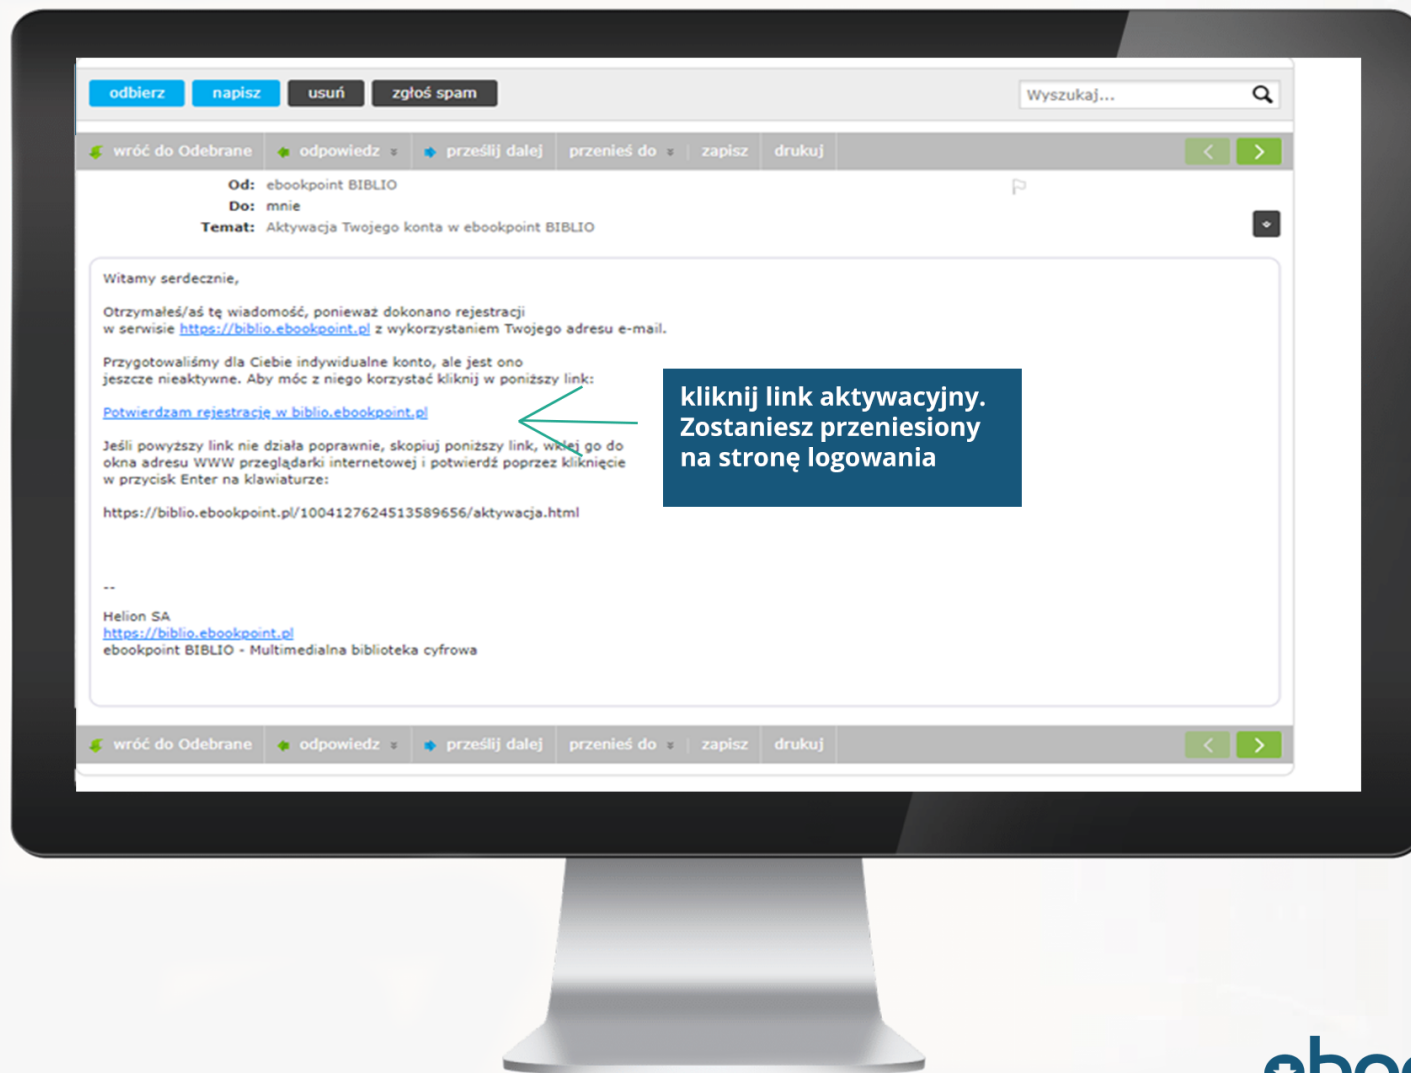 odbierz napisz usuń zgłoś spam Wyszukaj...
wróć do Odebrane odpowiedz prześlij dalej przenieś do zapisz drukuj
Od: ebookpoint BIBLIO
Do: mnie
Temat: Aktywacja Twojego konta w ebookpoint BIBLIO
Witamy serdecznie,
Otrzymałeś/aś tę wiadomość, ponieważ dokonano rejestracji
w serwisie https://biblio.ebookpoint.pl z wykorzystaniem Twojego adresu e-mail.
Przygotowaliśmy dla Ciebie indywidualne konto, ale jest ono
jeszcze nieaktywne. Aby móc z niego korzystać kliknij w poniższy link:
Potwierdzam rejestrację w biblio.ebookpoint.pl
Jeśli powyższy link nie działa poprawnie, skopiuj poniższy link, wklej go do
okna adresu WWW przeglądarki internetowej i potwierdź poprzez kliknięcie
w przycisk Enter na klawiaturze:
https://biblio.ebookpoint.pl/1004127624513589656/aktywacja.html
kliknij link aktywacyjny.
Zostaniesz przeniesiony
na stronę logowania
--
Helion SA
https://biblio.ebookpoint.pl
ebookpoint BIBLIO - Multimedialna biblioteka cyfrowa
wróć do Odebrane odpowiedz prześlij dalej przenieś do zapisz drukuj